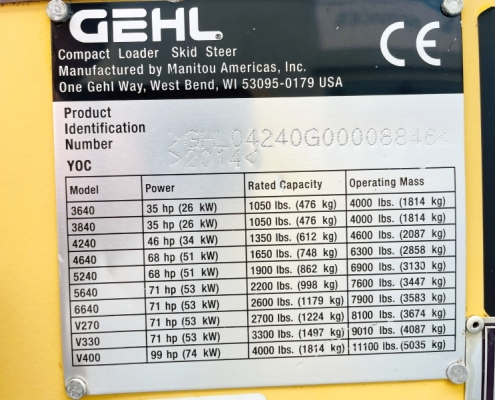 GEHL®
CE
Compact Loader Skid Steer
Manufactured by Manitou Americas, Inc.
One Gehl Way, West Bend, WI 53095-0179 USA
Product
Identification
Number >GHL04240G00008846<
YOC >2014<
Model Power Rated Capacity Operating Mass
3640 35 hp (26 kW) 1050 lbs. (476 kg) 4000 lbs. (1814 kg)
3840 35 hp (26 kW) 1050 lbs. (476 kg) 4000 lbs. (1814 kg)
4240 46 hp (34 kW) 1350 lbs. (612 kg) 4600 lbs. (2087 kg)
4640 68 hp (51 kW) 1650 lbs. (748 kg) 6300 lbs. (2858 kg)
5240 68 hp (51 kW) 1900 lbs. (862 kg) 6900 lbs. (3133 kg)
5640 71 hp (53 kW) 2200 lbs. (998 kg) 7600 lbs. (3447 kg)
6640 71 hp (53 kW) 2600 lbs. (1179 kg) 7900 lbs. (3583 kg)
V270 71 hp (53 kW) 2700 lbs. (1224 kg) 8100 lbs. (3674 kg)
V330 71 hp (53 kW) 3300 lbs. (1497 kg) 9010 lbs. (4087 kg)
V400 99 hp (74 kW) 4000 lbs. (1814 kg) 11100 lbs. (5035 kg)